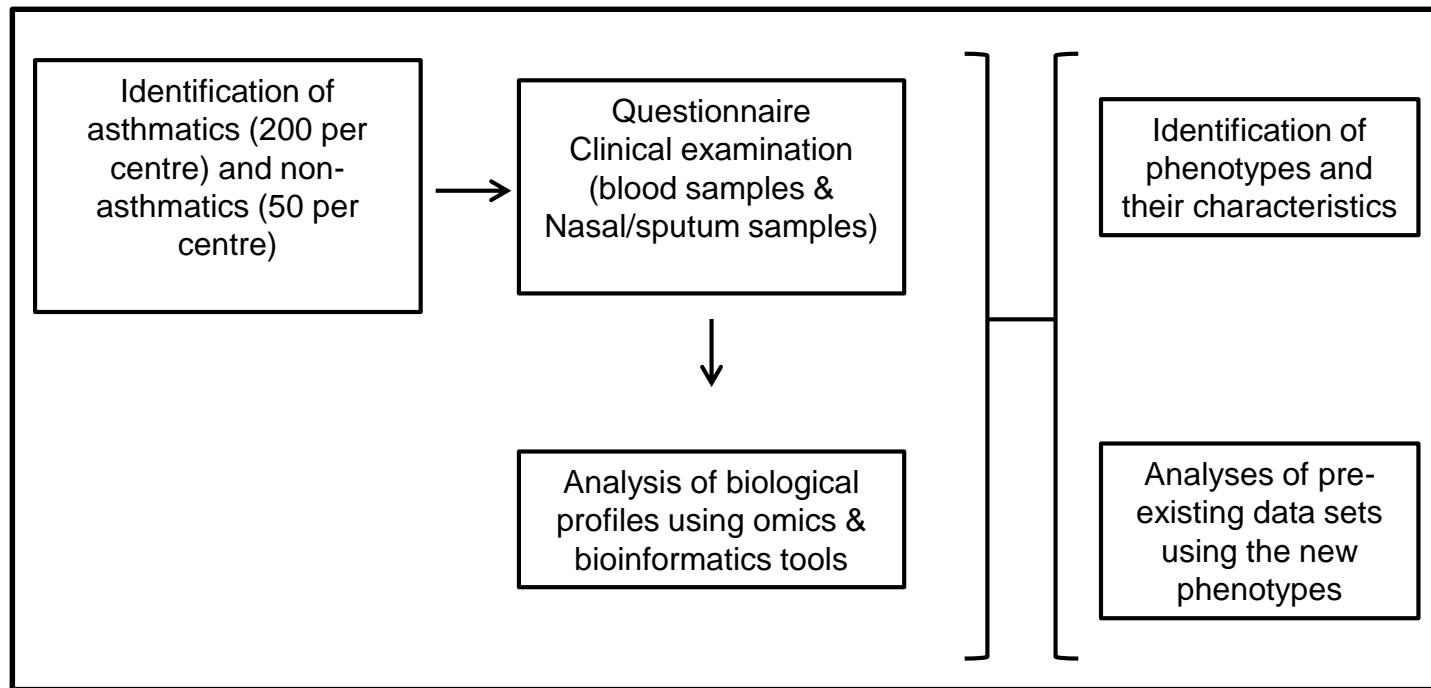 Identification of
asthmatics (200 per
centre) and non-
asthmatics (50 per
centre)
Questionnaire
Clinical examination
(blood samples &
Nasal/sputum samples)
Analysis of biological
profiles using omics &
bioinformatics tools
Identification of
phenotypes and
their characteristics
Analyses of pre-
existing data sets
using the new
phenotypes